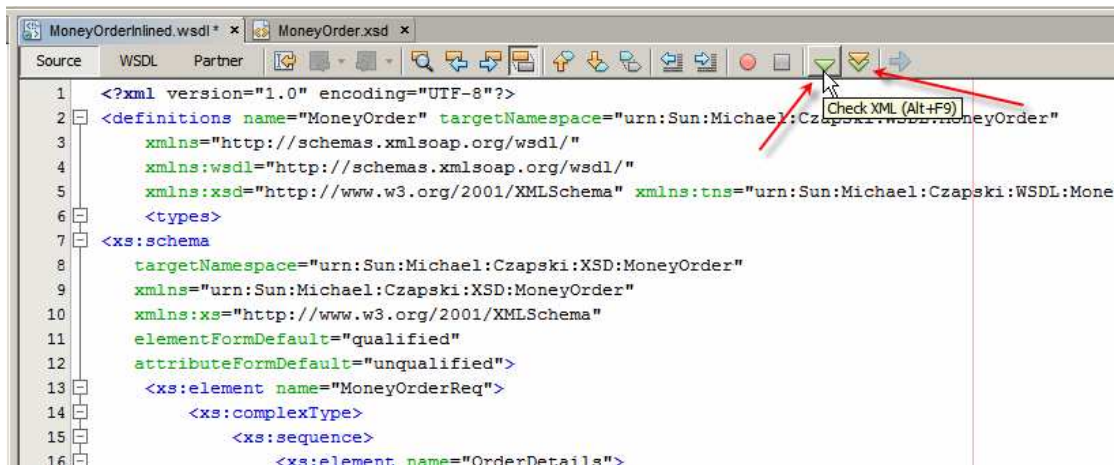 MoneyOrderInlined.wsdl * × MoneyOrder.xsd ×
Source WSDL Partner
Check XML (Alt+F9)
1 <?xml version="1.0" encoding="UTF-8"?>
2 <definitions name="MoneyOrder" targetNamespace="urn:Sun:Michael:Czapski:WSDL:MoneyOrder"
3 xmlns="http://schemas.xmlsoap.org/wsdl/"
4 xmlns:wsdl="http://schemas.xmlsoap.org/wsdl/"
5 xmlns:xsd="http://www.w3.org/2001/XMLSchema" xmlns:tns="urn:Sun:Michael:Czapski:WSDL:Mone
6 <types>
7 <xs:schema
8 targetNamespace="urn:Sun:Michael:Czapski:XSD:MoneyOrder"
9 xmlns="urn:Sun:Michael:Czapski:XSD:MoneyOrder"
10 xmlns:xs="http://www.w3.org/2001/XMLSchema"
11 elementFormDefault="qualified"
12 attributeFormDefault="unqualified">
13 <xs:element name="MoneyOrderReq">
14 <xs:complexType>
15 <xs:sequence>
16 <xs:element name="OrderDetails">